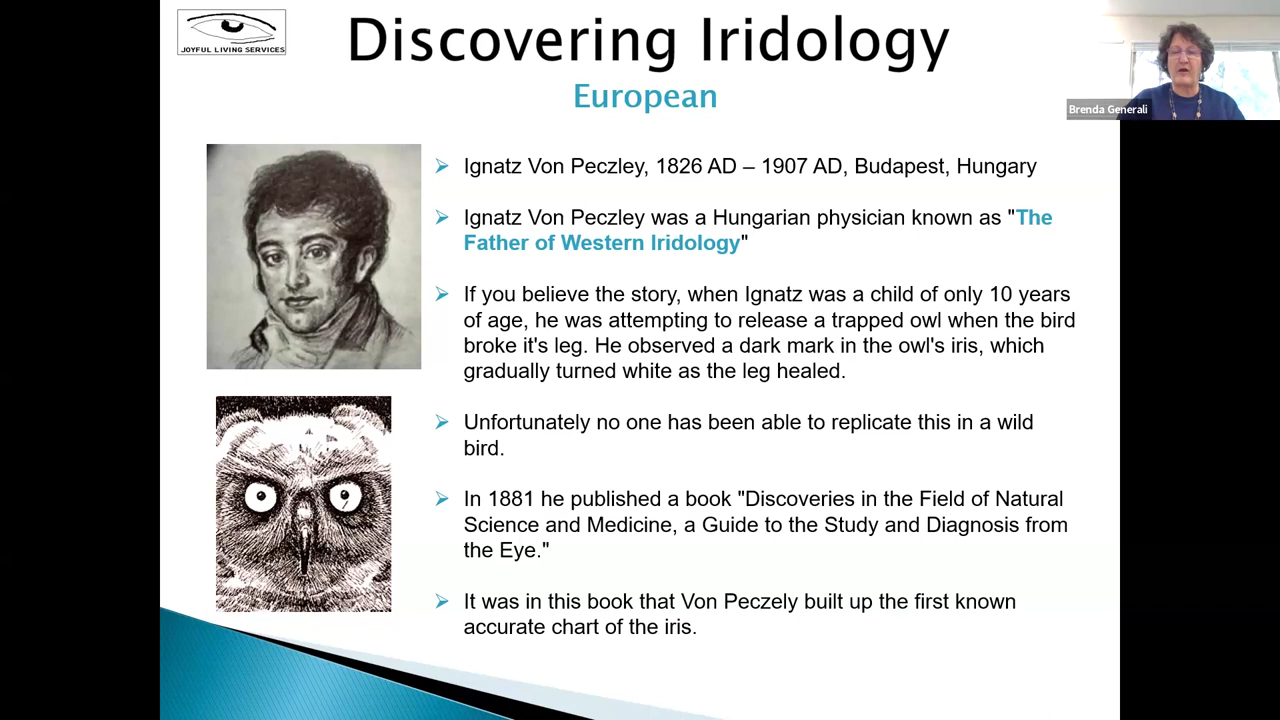 JOYFUL LIVING SERVICES
Discovering Iridology
European
Brenda Generali
Ignatz Von Peczley, 1826 AD – 1907 AD, Budapest, Hungary
Ignatz Von Peczley was a Hungarian physician known as "The
Father of Western Iridology"
If you believe the story, when Ignatz was a child of only 10 years
of age, he was attempting to release a trapped owl when the bird
broke it's leg. He observed a dark mark in the owl's iris, which
gradually turned white as the leg healed.
Unfortunately no one has been able to replicate this in a wild
bird.
In 1881 he published a book "Discoveries in the Field of Natural
Science and Medicine, a Guide to the Study and Diagnosis from
the Eye."
It was in this book that Von Peczely built up the first known
accurate chart of the iris.